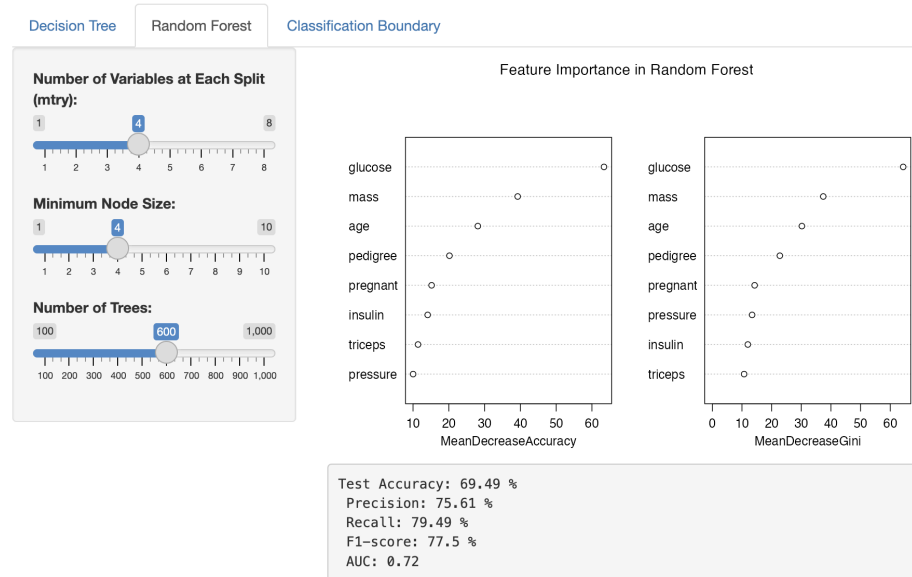 Decision Tree
Random Forest
Classification Boundary
Number of Variables at Each Split
(mtry):
1 4 8
1 2 3 4 5 6 7 8
Minimum Node Size:
1 4 10
1 2 3 4 5 6 7 8 9 10
Number of Trees:
100 600 1,000
100 200 300 400 500 600 700 800 900 1,000
Feature Importance in Random Forest
glucose
mass
age
pedigree
pregnant
insulin
triceps
pressure
10 20 30 40 50 60
MeanDecreaseAccuracy
glucose
mass
age
pedigree
pregnant
pressure
insulin
triceps
0 10 20 30 40 50 60
MeanDecreaseGini
Test Accuracy: 69.49 %
Precision: 75.61 %
Recall: 79.49 %
F1-score: 77.5 %
AUC: 0.72